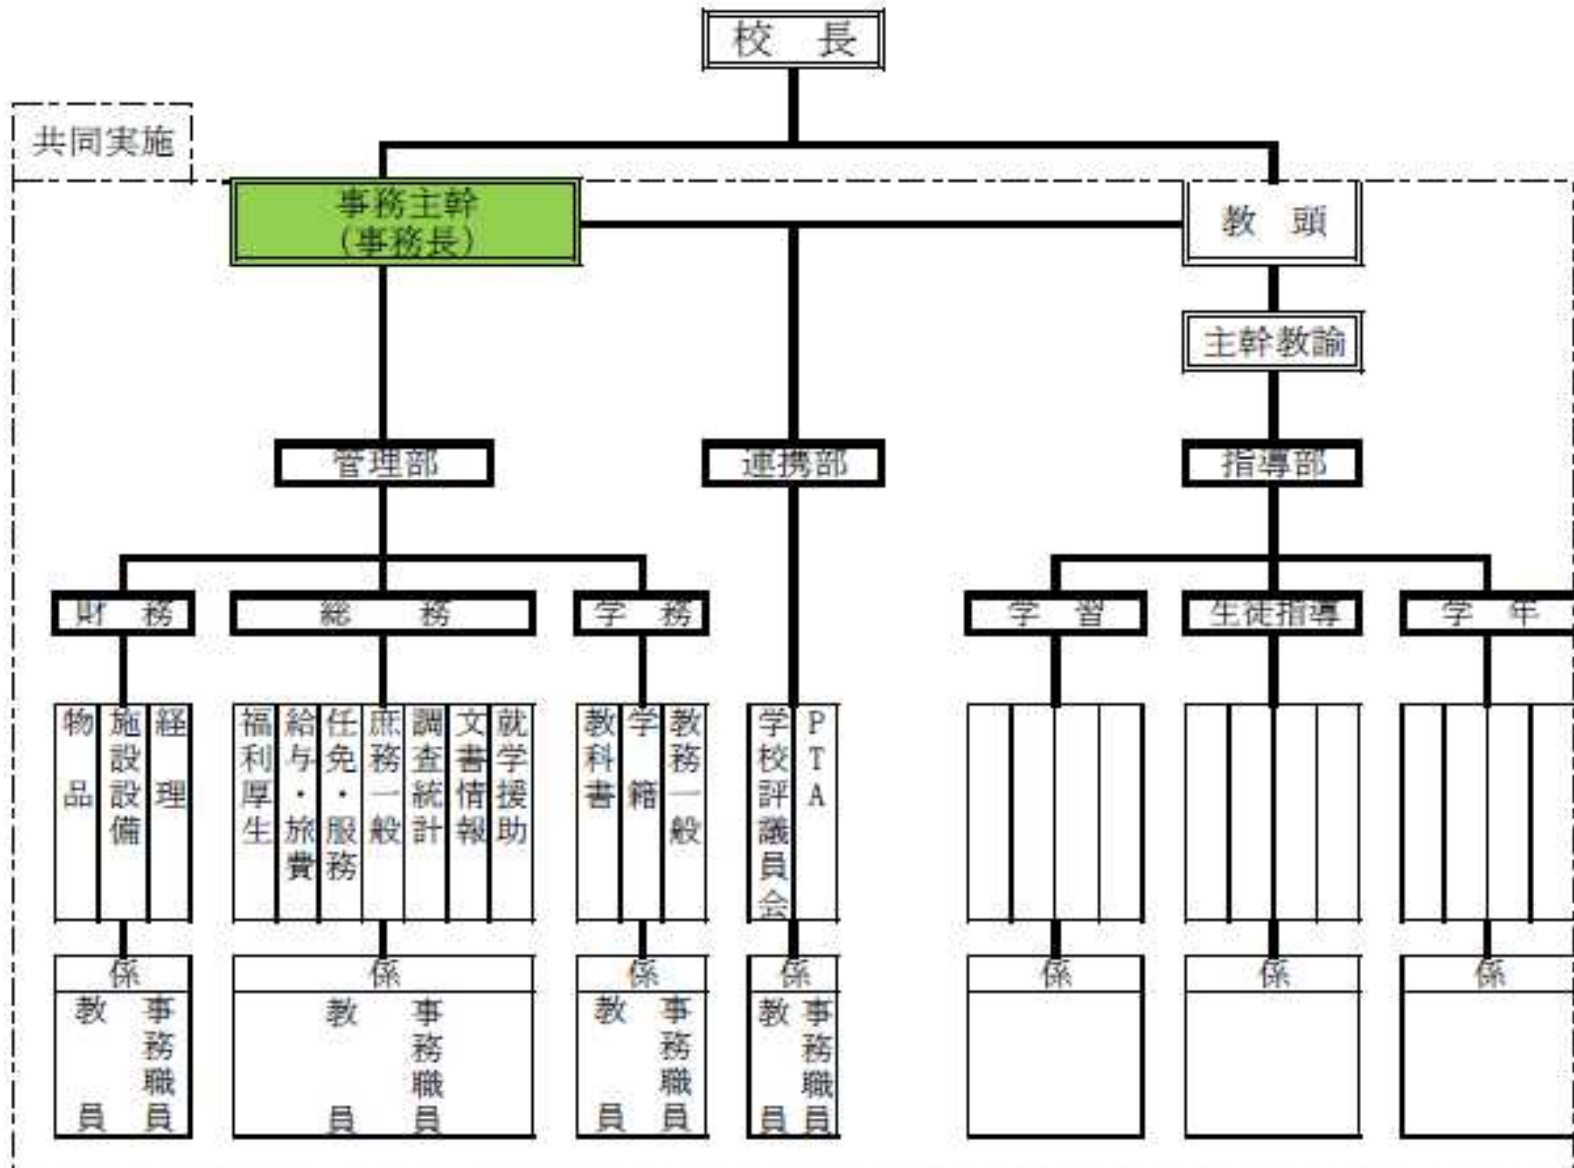 校　長
共同実施
事務主幹
（事務長）
教　頭
主幹教諭
管理部
連携部
指導部
財　務
総　　務
学　務
学　習
生徒指導
学　年
物　品
施設設備
経　理
福利厚生
給与・旅費
任免・服務
庶務一般
調査統計
文書情報
就学援助
教科書
学　籍
教務一般
学校評議員会
PTA
係
教　員
事務職員
係
教　員
事務職員
係
教　員
事務職員
係
教　員
事務職員
係
係
係